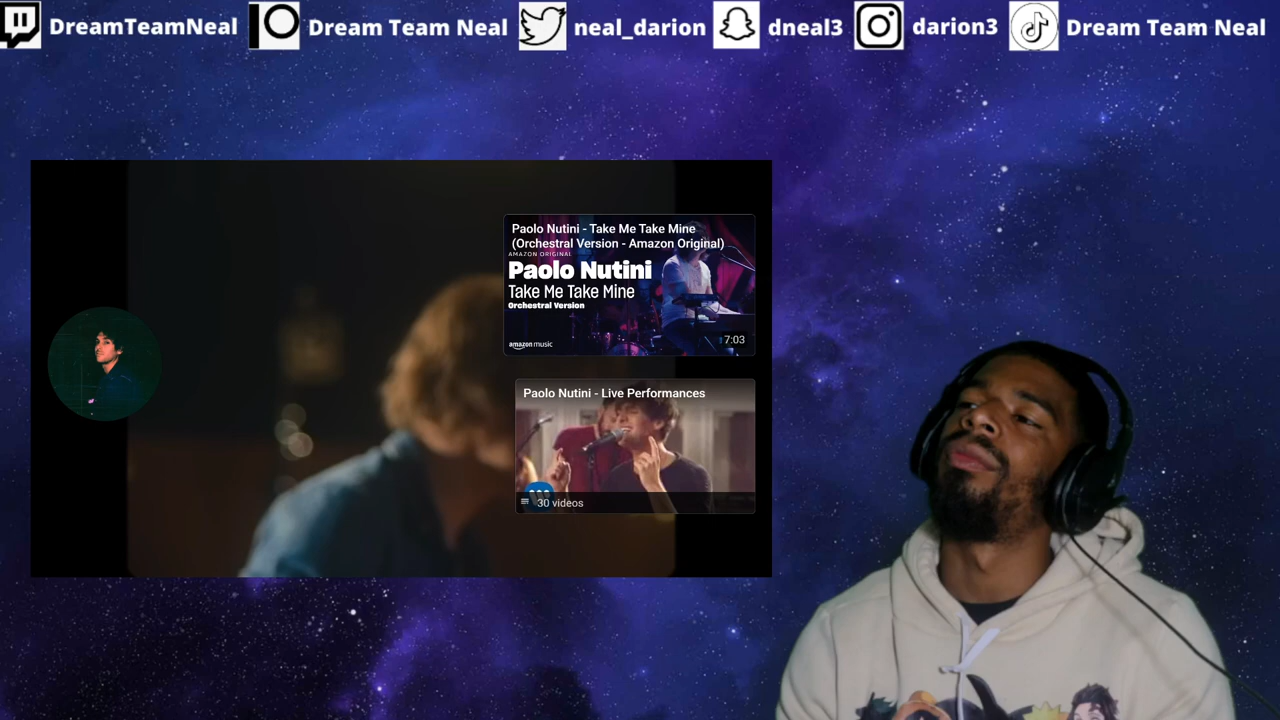 DreamTeamNeal Dream Team Neal neal_darion dneal3 darion3 Dream Team Neal
Paolo Nutini - Take Me Take Mine
(Orchestral Version - Amazon Original)
AMAZON ORIGINAL
Paolo Nutini
Take Me Take Mine
Orchestral Version
amazon music
7:03
Paolo Nutini - Live Performances
30 videos